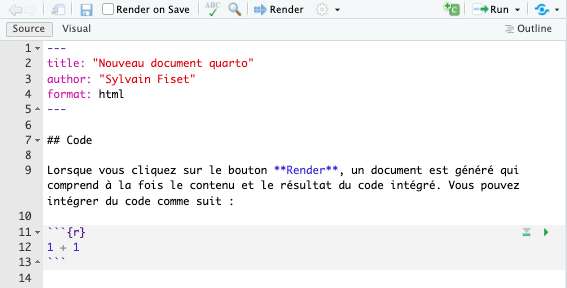 Render on Save
ABC
Render
Run
Source
Visual
Outline
1 ---
2 title: "Nouveau document quarto"
3 author: "Sylvain Fiset"
4 format: html
5 ---
6
7 ## Code
8
9 Lorsque vous cliquez sur le bouton **Render**, un document est généré qui
comprend à la fois le contenu et le résultat du code intégré. Vous pouvez
intégrer du code comme suit :
10
11 ```{r}
12 1 + 1
13 ```
14